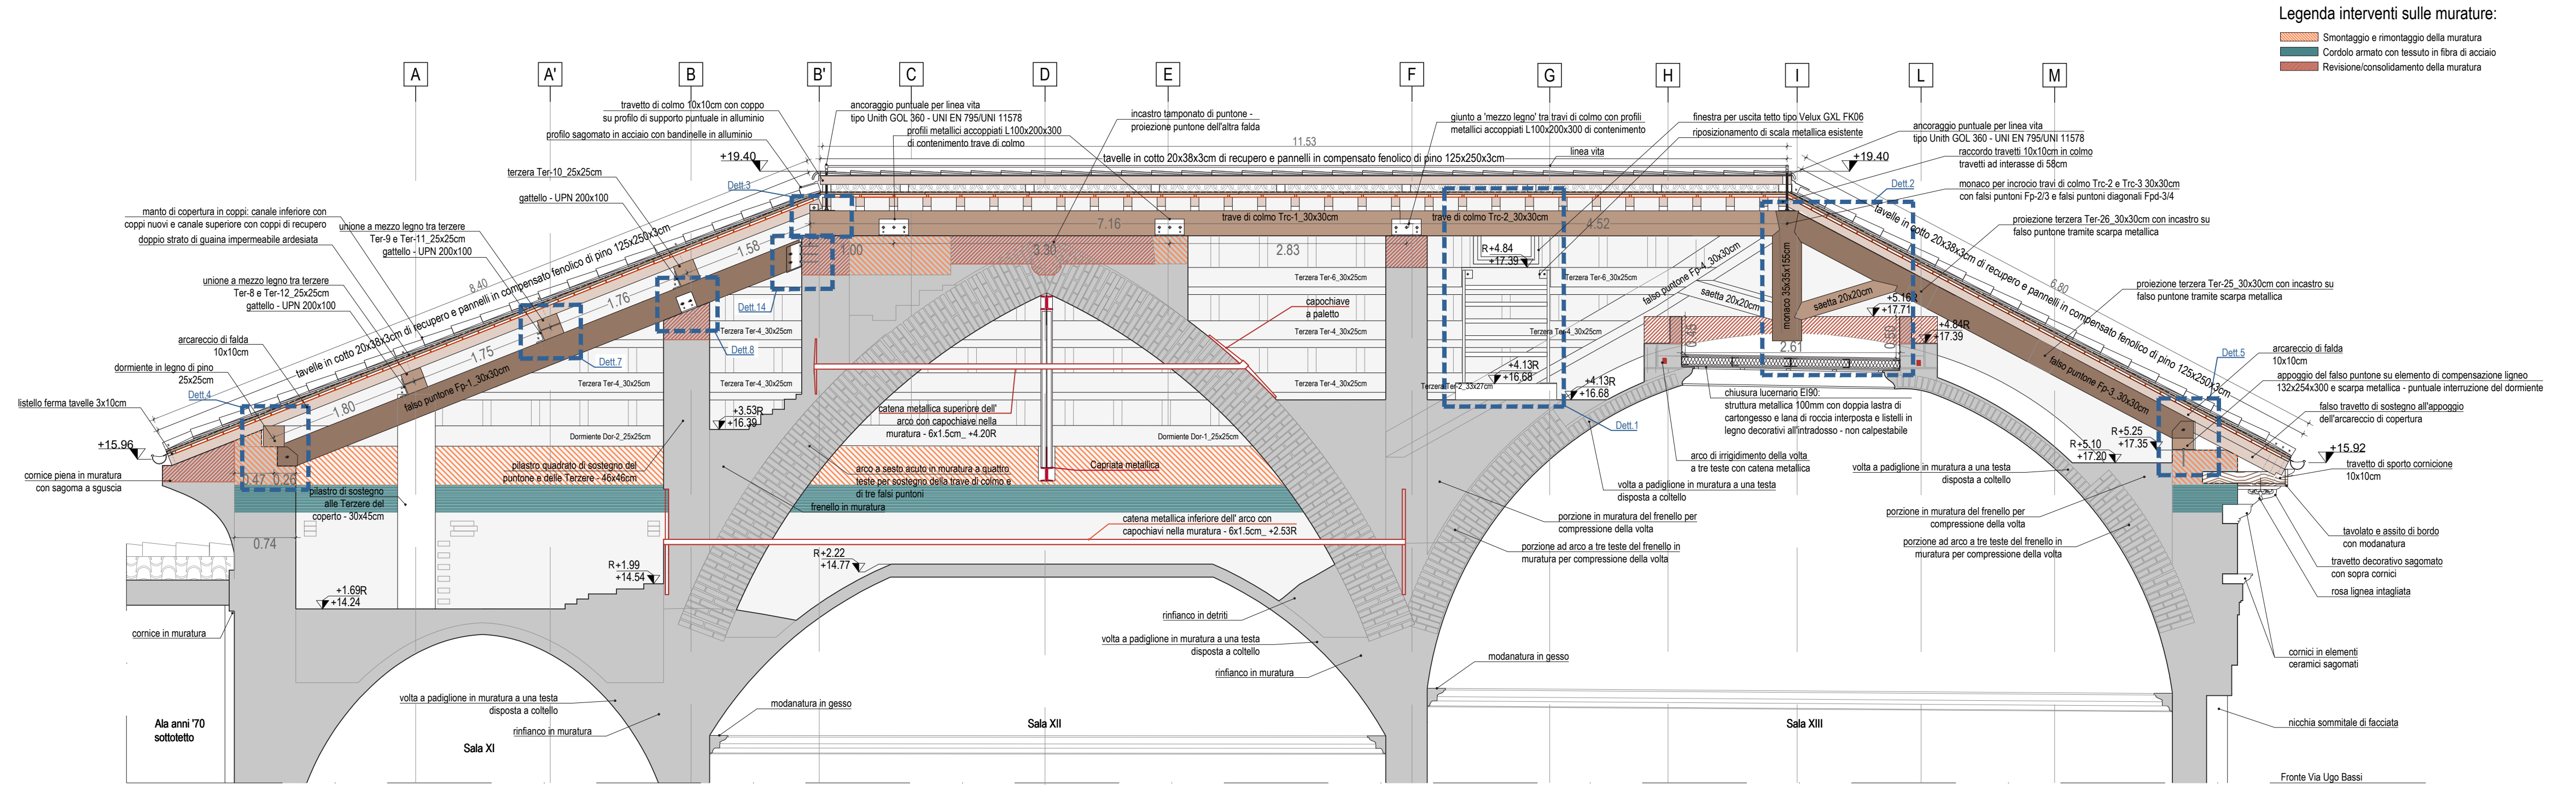 Legenda interventi sulle murature:
Smontaggio e rimontaggio della muratura
Cordolo armato con tessuto in fibra di acciaio
Revisione/consolidamento della muratura
A
A'
B
B'
C
D
E
F
G
H
I
L
M
travetto di colmo 10x10cm con coppo
su profilo di supporto puntuale in alluminio
profilo sagomato in acciaio con bandinelle in alluminio
ancoraggio puntuale per linea vita
tipo Unith GOL 360 - UNI EN 795/UNI 11578
profili metallici accoppiati L100x200x300
di contenimento trave di colmo
incastro tamponato di puntone -
proiezione puntone dell'altra falda
giunto a 'mezzo legno' tra travi di colmo con profili
metallici accoppiati L100x200x300 di contenimento
finestra per uscita tetto tipo Velux GXL FK06
riposizionamento di scala metallica esistente
ancoraggio puntuale per linea vita
tipo Unith GOL 360 - UNI EN 795/UNI 11578
raccordo travetti 10x10cm in colmo
travetti ad interasse di 58cm
monaco per incrocio travi di colmo Trc-2 e Trc-3 30x30cm
con falsi puntoni Fp-2/3 e falsi puntoni diagonali Fpd-3/4
proiezione terzera Ter-26_30x30cm con incastro su
falso puntone tramite scarpa metallica
proiezione terzera Ter-25_30x30cm con incastro su
falso puntone tramite scarpa metallica
11.53
tavelle in cotto 20x38x3cm di recupero e pannelli in compensato fenolico di pino 125x250x3cm
linea vita
+19.40
+19.40
terzera Ter-10_25x25cm
gattello - UPN 200x100
Dett.3
Dett.2
manto di copertura in coppi: canale inferiore con
coppi nuovi e canale superiore con coppi di recupero
doppio strato di guaina impermeabile ardesiata
unione a mezzo legno tra terzere
Ter-9 e Ter-11_25x25cm
gattello - UPN 200x100
unione a mezzo legno tra terzere
Ter-8 e Ter-12_25x25cm
gattello - UPN 200x100
arcareccio di falda
10x10cm
dormiente in legno di pino
25x25cm
listello ferma tavelle 3x10cm
Dett.4
+15.96
cornice piena in muratura
con sagoma a sguscia
8.40
tavelle in cotto 20x38x3cm di recupero e pannelli in compensato fenolico di pino 125x250x3cm
1.80
1.75
1.76
1.58
falso puntone Fp-1_30x30cm
Dett.7
Dett.8
Dett.14
1.00
7.16
3.30
2.83
4.52
trave di colmo Trc-1_30x30cm
trave di colmo Trc-2_30x30cm
Terzera Ter-6_30x25cm
Terzera Ter-6_30x25cm
Terzera Ter-4_30x25cm
Terzera Ter-4_30x25cm
Terzera Ter-4_30x25cm
Terzera Ter-4_30x25cm
Terzera Ter-4_30x25cm
Terzera Ter-2_33x27cm
Dormiente Dor-2_25x25cm
Dormiente Dor-1_25x25cm
capochiave
a paletto
R+4.84
+17.39
+4.13R
+16.68
+4.13R
+16.68
Dett.1
falso puntone Fp-4_30x30cm
saetta 20x20cm
monaco 35x35x155cm
saetta 20x20cm
+5.16R
+17.71
+4.84R
+17.39
0.45
2.61
chiusura lucernario EI90:
struttura metallica 100mm con doppia lastra di
cartongesso e lana di roccia interposta e listelli in
legno decorativi all'intradosso - non calpestabile
tavelle in cotto 20x38x3cm di recupero e pannelli in compensato fenolico di pino 125x250x3cm
6.80
falso puntone Fp-3_30x30cm
Dett.5
arcareccio di falda
10x10cm
appoggio del falso puntone su elemento di compensazione ligneo
132x254x300 e scarpa metallica - puntuale interruzione del dormiente
falso travetto di sostegno all'appoggio
dell'arcareccio di copertura
R+5.25
+17.35
R+5.10
+17.20
+15.92
travetto di sporto cornicione
10x10cm
+3.53R
+16.39
catena metallica superiore dell'
arco con capochiavi nella
muratura - 6x1.5cm_ +4.20R
pilastro quadrato di sostegno del
puntone e delle Terzere - 46x46cm
arco a sesto acuto in muratura a quattro
teste per sostegno della trave di colmo e
di tre falsi puntoni
Capriata metallica
frenello in muratura
catena metallica inferiore dell' arco con
capochiavi nella muratura - 6x1.5cm_ +2.53R
0.47
0.26
pilastro di sostegno
alle Terzere del
coperto - 30x45cm
0.74
+1.69R
+14.24
R+1.99
+14.54
R+2.22
+14.77
arco di irrigidimento della volta
a tre teste con catena metallica
volta a padiglione in muratura a una testa
disposta a coltello
porzione in muratura del frenello per
compressione della volta
porzione ad arco a tre teste del frenello in
muratura per compressione della volta
volta a padiglione in muratura a una testa
disposta a coltello
porzione in muratura del frenello per
compressione della volta
porzione ad arco a tre teste del frenello in
muratura per compressione della volta
tavolato e assito di bordo
con modanatura
travetto decorativo sagomato
con sopra cornici
rosa lignea intagliata
cornici in elementi
ceramici sagomati
nicchia sommitale di facciata
cornice in muratura
rinfianco in detriti
volta a padiglione in muratura a una testa
disposta a coltello
rinfianco in muratura
modanatura in gesso
volta a padiglione in muratura a una testa
disposta a coltello
rinfianco in muratura
modanatura in gesso
Ala anni '70
sottotetto
Sala XI
Sala XII
Sala XIII
Fronte Via Ugo Bassi